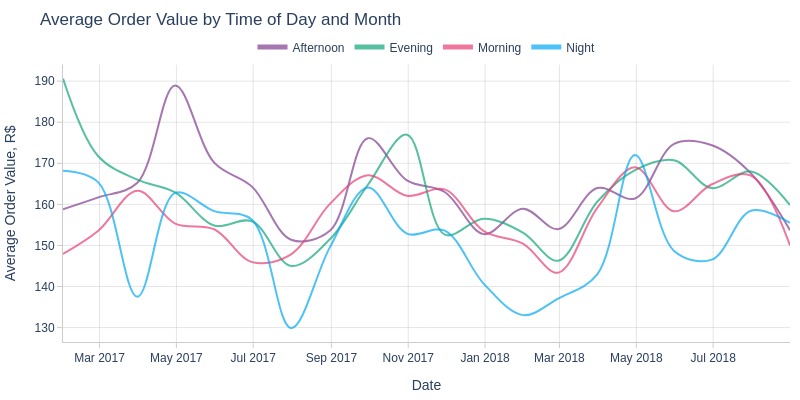 Average Order Value by Time of Day and Month
Afternoon Evening Morning Night
190
180
170
160
150
140
130
Average Order Value, R$
Mar 2017 May 2017 Jul 2017 Sep 2017 Nov 2017 Jan 2018 Mar 2018 May 2018 Jul 2018
Date